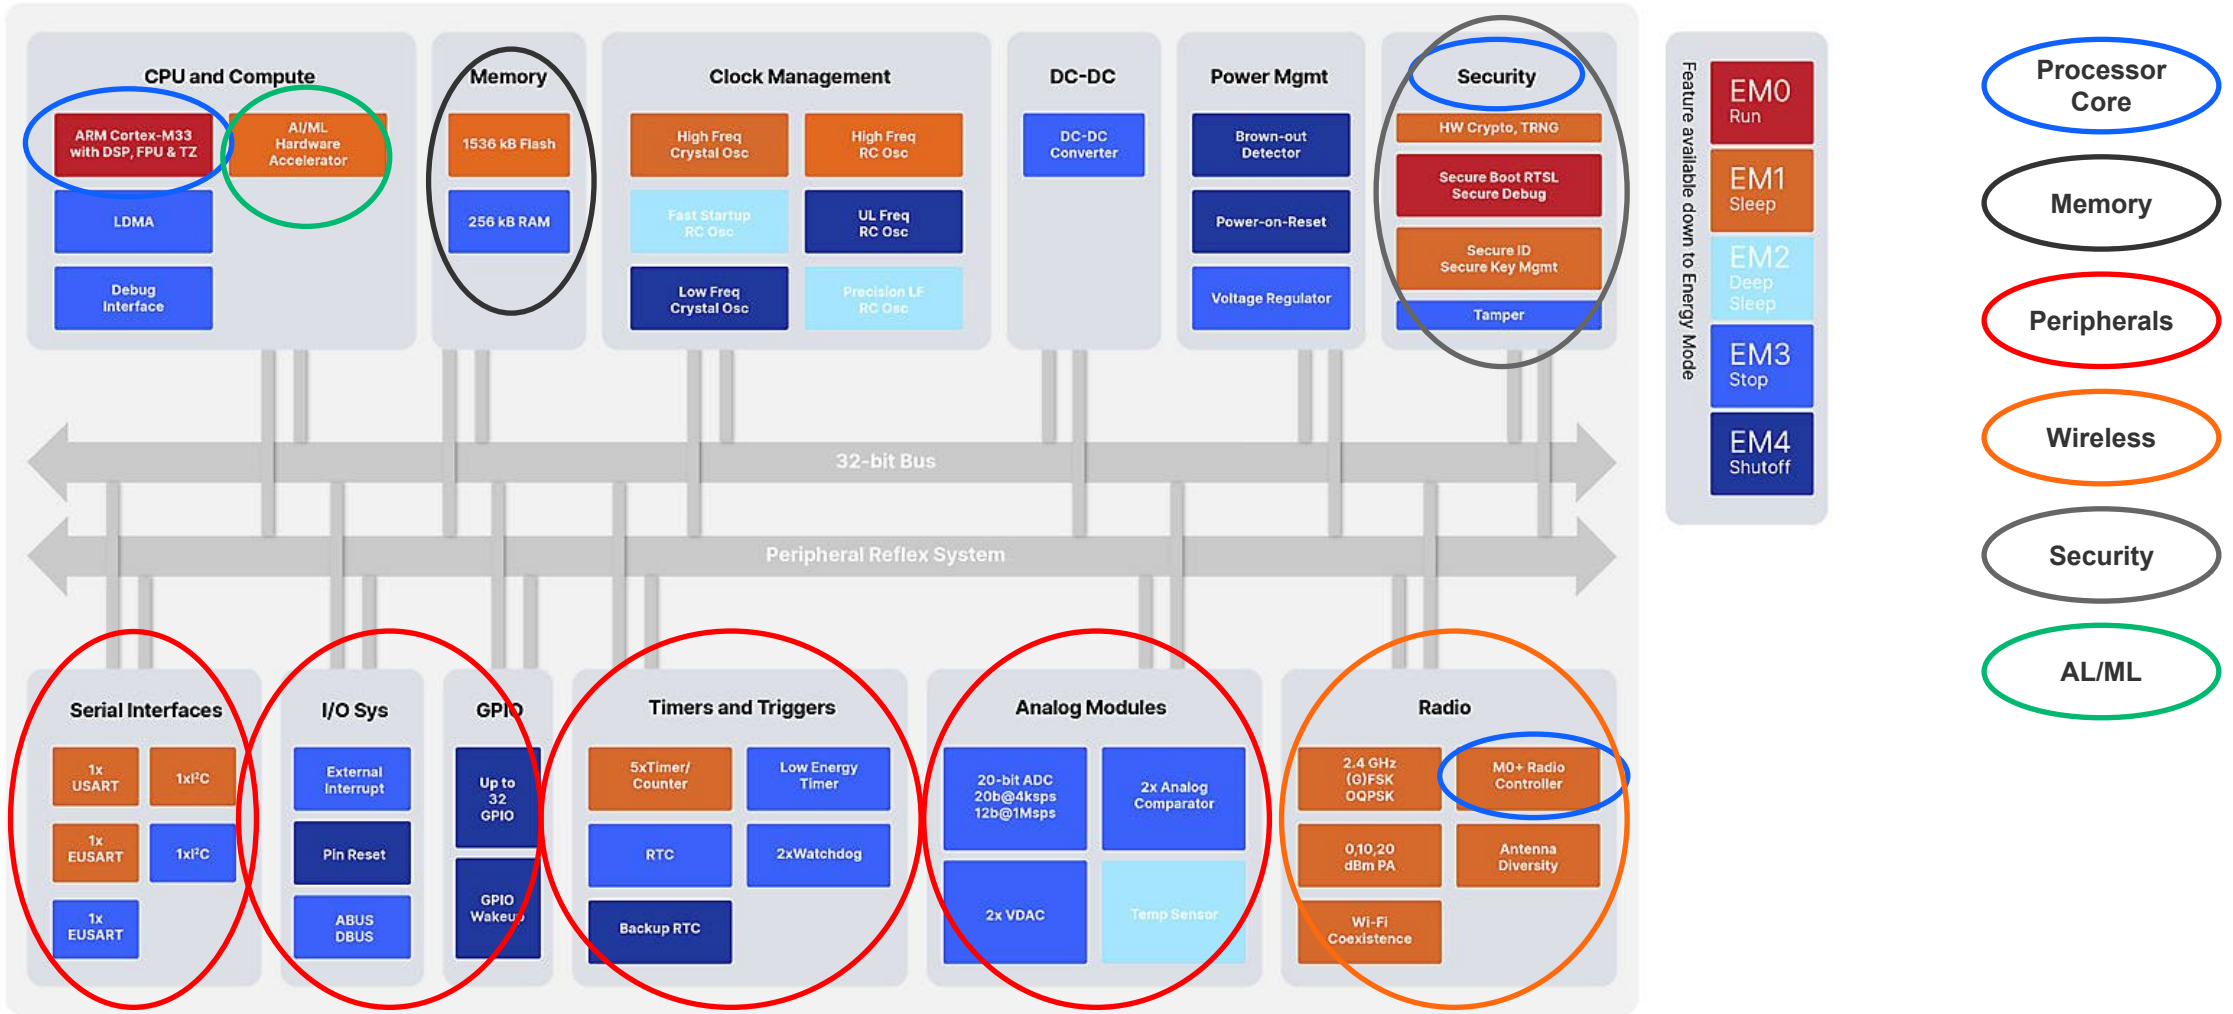 CPU and Compute
ARM Cortex-M33
with DSP, FPU & TZ
AI/ML
Hardware
Accelerator
LDMA
Debug
Interface
Memory
1536 kB Flash
256 kB RAM
Clock Management
High Freq
Crystal Osc
High Freq
RC Osc
Fast Startup
RC Osc
UL Freq
RC Osc
Low Freq
Crystal Osc
Precision LF
RC Osc
DC-DC
DC-DC
Converter
Power Mgmt
Brown-out
Detector
Power-on-Reset
Voltage Regulator
Security
HW Crypto, TRNG
Secure Boot RTSL
Secure Debug
Secure ID
Secure Key Mgmt
Tamper
Feature available down to Energy Mode
EM0
Run
EM1
Sleep
EM2
Deep
Sleep
EM3
Stop
EM4
Shutoff
Processor
Core
Memory
Peripherals
Wireless
Security
AL/ML
32-bit Bus
Peripheral Reflex System
Serial Interfaces
1x
USART
1xI²C
1x
EUSART
1xI²C
1x
EUSART
I/O Sys
External
Interrupt
Pin Reset
ABUS
DBUS
GPIO
Up to
32
GPIO
GPIO
Wakeup
Timers and Triggers
5xTimer/
Counter
Low Energy
Timer
RTC
2xWatchdog
Backup RTC
Analog Modules
20-bit ADC
20b@4ksps
12b@1Msps
2x Analog
Comparator
2x VDAC
Temp Sensor
Radio
2.4 GHz
(G)FSK
OQPSK
M0+ Radio
Controller
0,10,20
dBm PA
Antenna
Diversity
Wi-Fi
Coexistence